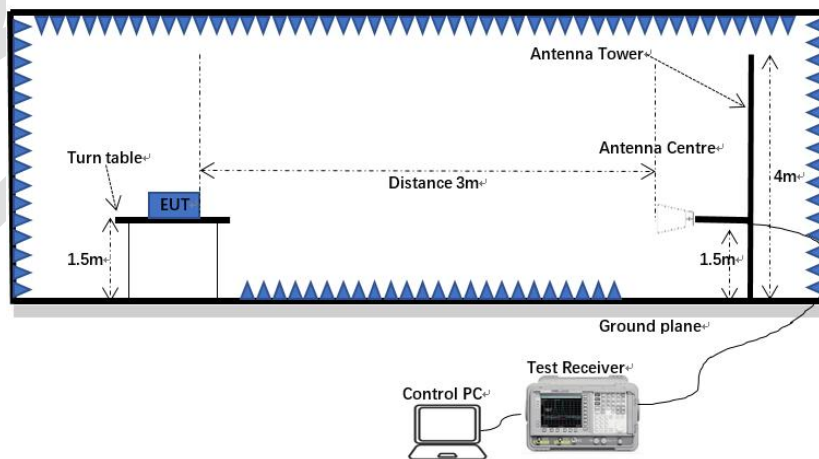 Antenna Tower
Turn table
Antenna Centre
Distance 3m
4m
EUT
1.5m
1.5m
Ground plane
Test Receiver
Control PC